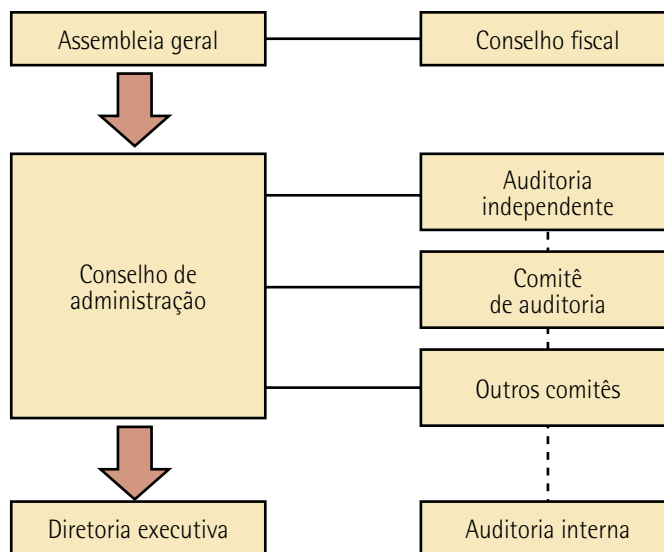 Assembleia geral
Conselho fiscal
Conselho de
administração
Auditoria
independente
Comitê
de auditoria
Outros comitês
Diretoria executiva
Auditoria interna